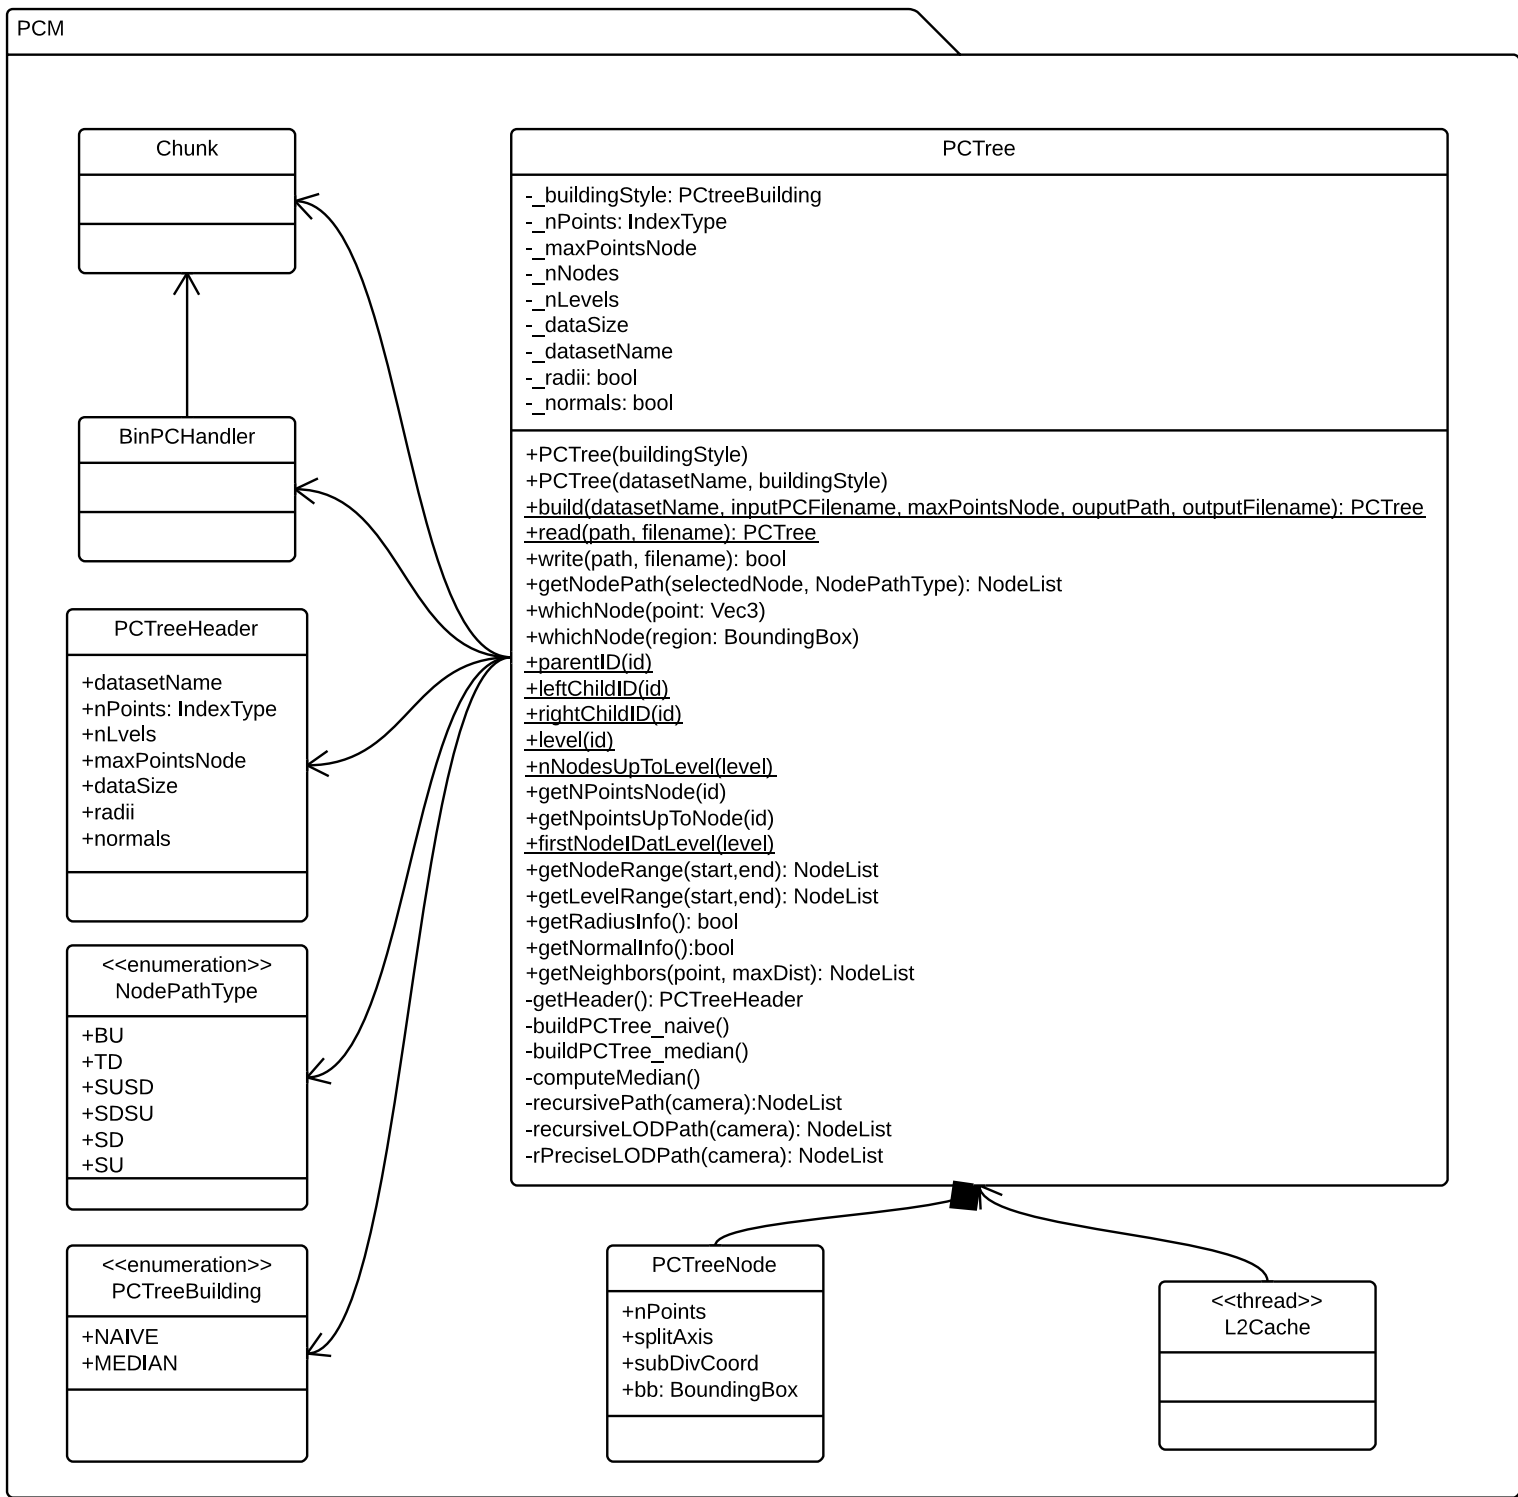 PCM
Chunk
BinPCHandler
PCTreeHeader
+datasetName
+nPoints: IndexType
+nLvels
+maxPointsNode
+dataSize
+radii
+normals
<<enumeration>>
NodePathType
+BU
+TD
+SUSD
+SDSU
+SD
+SU
<<enumeration>>
PCTreeBuilding
+NAIVE
+MEDIAN
PCTree
-_buildingStyle: PCtreeBuilding
-_nPoints: IndexType
-_maxPointsNode
-_nNodes
-_nLevels
-_dataSize
-_datasetName
-_radii: bool
-_normals: bool
+PCTree(buildingStyle)
+PCTree(datasetName, buildingStyle)
+build(datasetName, inputPCFilename, maxPointsNode, ouputPath, outputFilename): PCTree
+read(path, filename): PCTree
+write(path, filename): bool
+getNodePath(selectedNode, NodePathType): NodeList
+whichNode(point: Vec3)
+whichNode(region: BoundingBox)
+parentID(id)
+leftChildID(id)
+rightChildID(id)
+level(id)
+nNodesUpToLevel(level)
+getNPointsNode(id)
+getNpointsUpToNode(id)
+firstNodeIDatLevel(level)
+getNodeRange(start,end): NodeList
+getLevelRange(start,end): NodeList
+getRadiusInfo(): bool
+getNormalInfo():bool
+getNeighbors(point, maxDist): NodeList
-getHeader(): PCTreeHeader
-buildPCTree_naive()
-buildPCTree_median()
-computeMedian()
-recursivePath(camera):NodeList
-recursiveLODPath(camera): NodeList
-rPreciseLODPath(camera): NodeList
PCTreeNode
+nPoints
+splitAxis
+subDivCoord
+bb: BoundingBox
<<thread>>
L2Cache